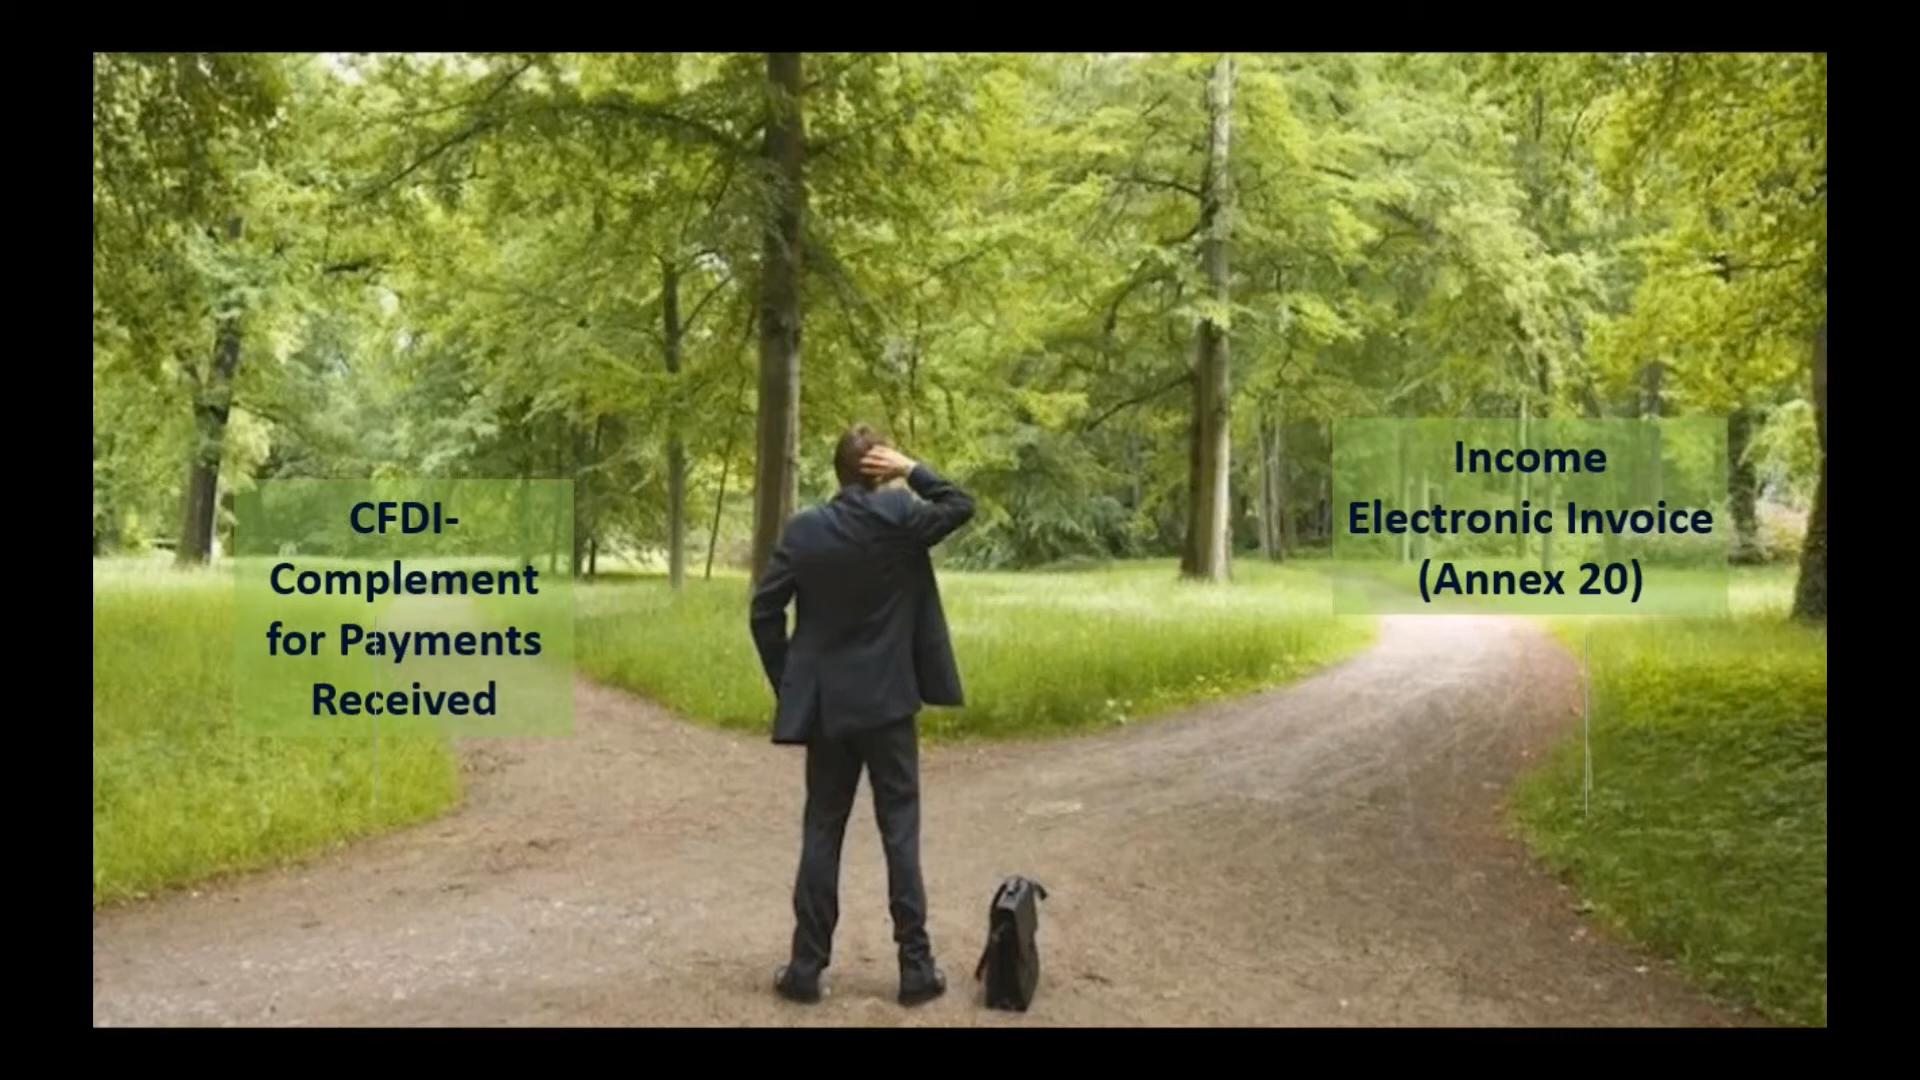 CFDI-
Complement
for Payments
Received
Income
Electronic Invoice
(Annex 20)